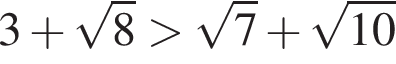 3 + √8 > √7 + √10